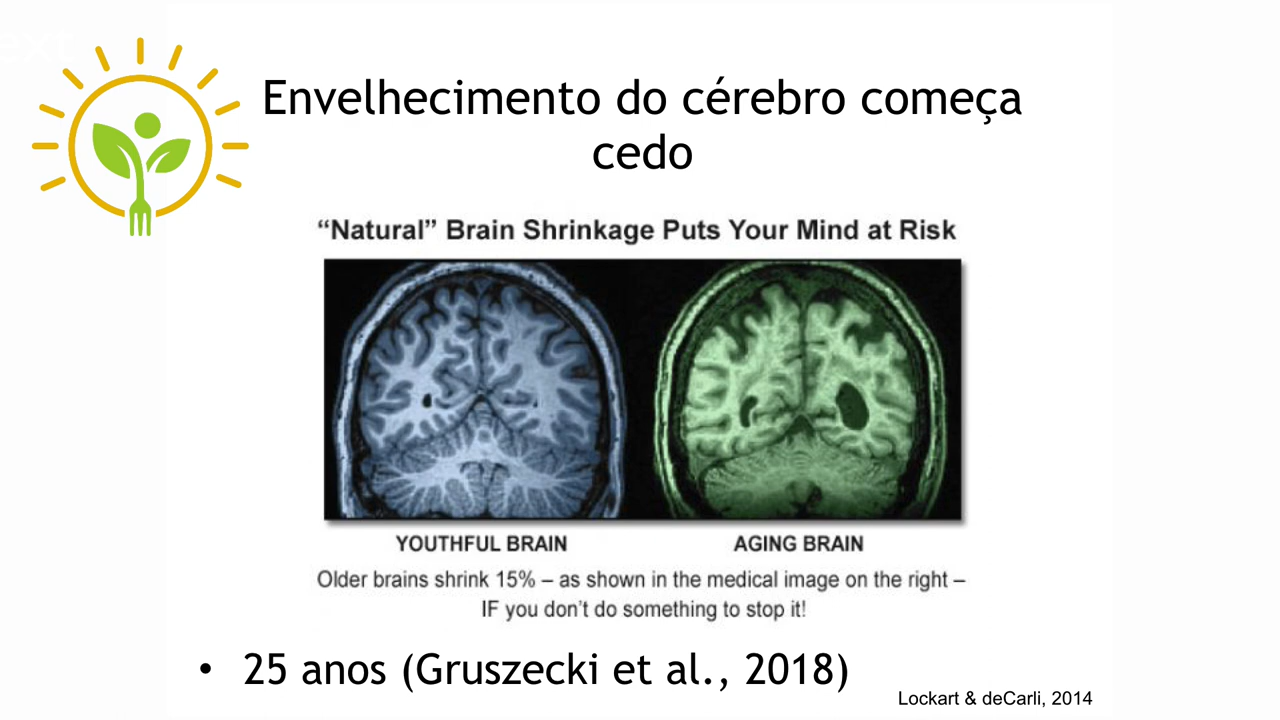 Envelhecimento do cérebro começa
cedo
“Natural” Brain Shrinkage Puts Your Mind at Risk
YOUTHFUL BRAIN AGING BRAIN
Older brains shrink 15% – as shown in the medical image on the right –
IF you don’t do something to stop it!
• 25 anos (Gruszecki et al., 2018)
Lockart & deCarli, 2014